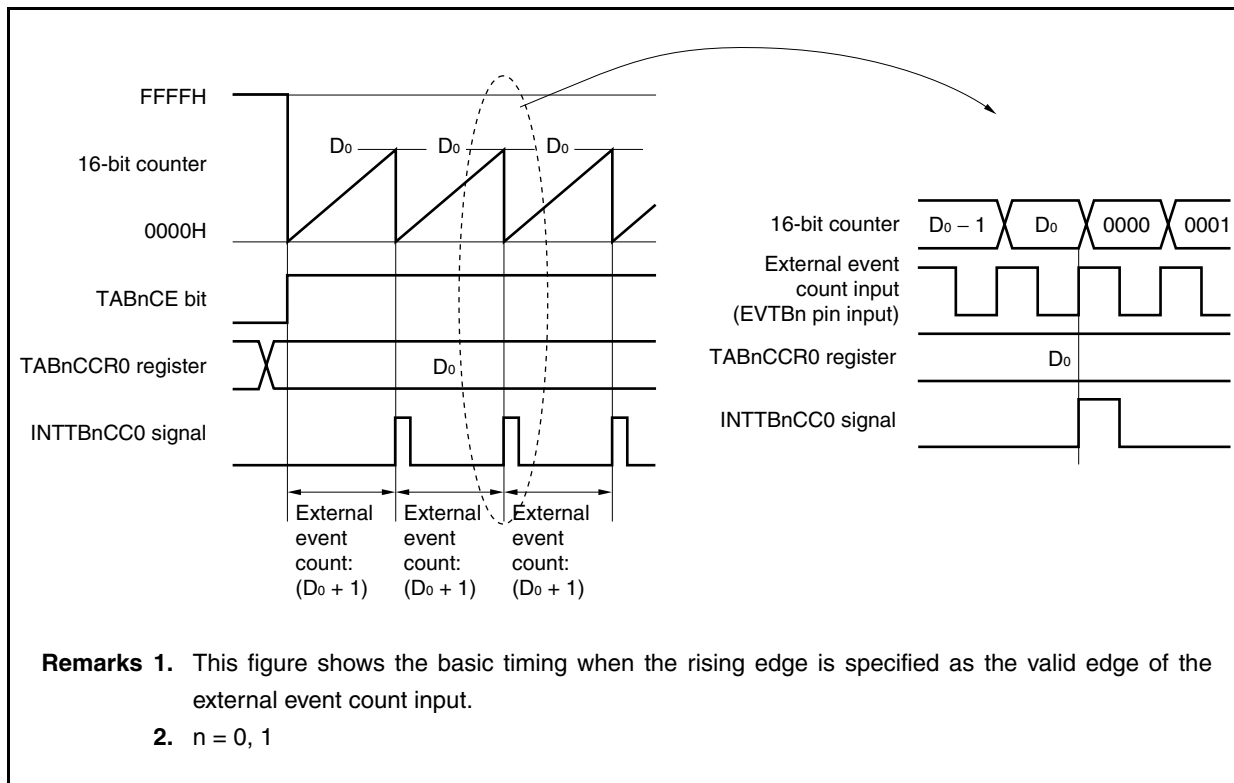 FFFFH
16-bit counter
0000H
D0 D0 D0
TABnCE bit
TABnCCR0 register
D0
INTTBnCC0 signal
External event count: (D0 + 1)
External event count: (D0 + 1)
External event count: (D0 + 1)
16-bit counter
D0 − 1 D0 0000 0001
External event
count input
(EVTBn pin input)
TABnCCR0 register
D0
INTTBnCC0 signal
Remarks 1. This figure shows the basic timing when the rising edge is specified as the valid edge of the
external event count input.
2. n = 0, 1